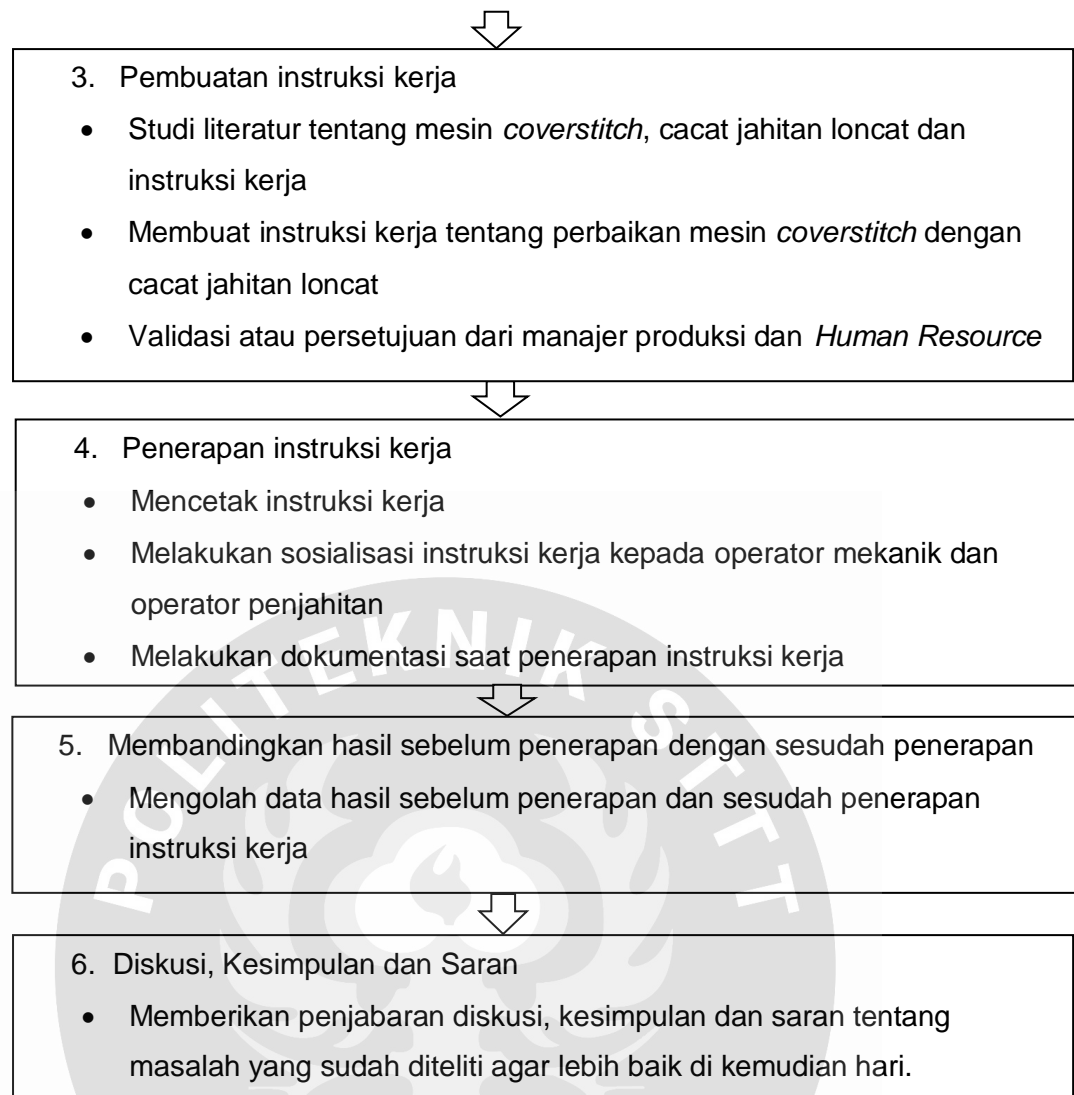 3. Pembuatan instruksi kerja
• Studi literatur tentang mesin coverstitch, cacat jahitan loncat dan
instruksi kerja
• Membuat instruksi kerja tentang perbaikan mesin coverstitch dengan
cacat jahitan loncat
• Validasi atau persetujuan dari manajer produksi dan Human Resource
4. Penerapan instruksi kerja
• Mencetak instruksi kerja
• Melakukan sosialisasi instruksi kerja kepada operator mekanik dan
operator penjahitan
• Melakukan dokumentasi saat penerapan instruksi kerja
5. Membandingkan hasil sebelum penerapan dengan sesudah penerapan
• Mengolah data hasil sebelum penerapan dan sesudah penerapan
instruksi kerja
6. Diskusi, Kesimpulan dan Saran
• Memberikan penjabaran diskusi, kesimpulan dan saran tentang
masalah yang sudah diteliti agar lebih baik di kemudian hari.
POLITEKNIK STTT